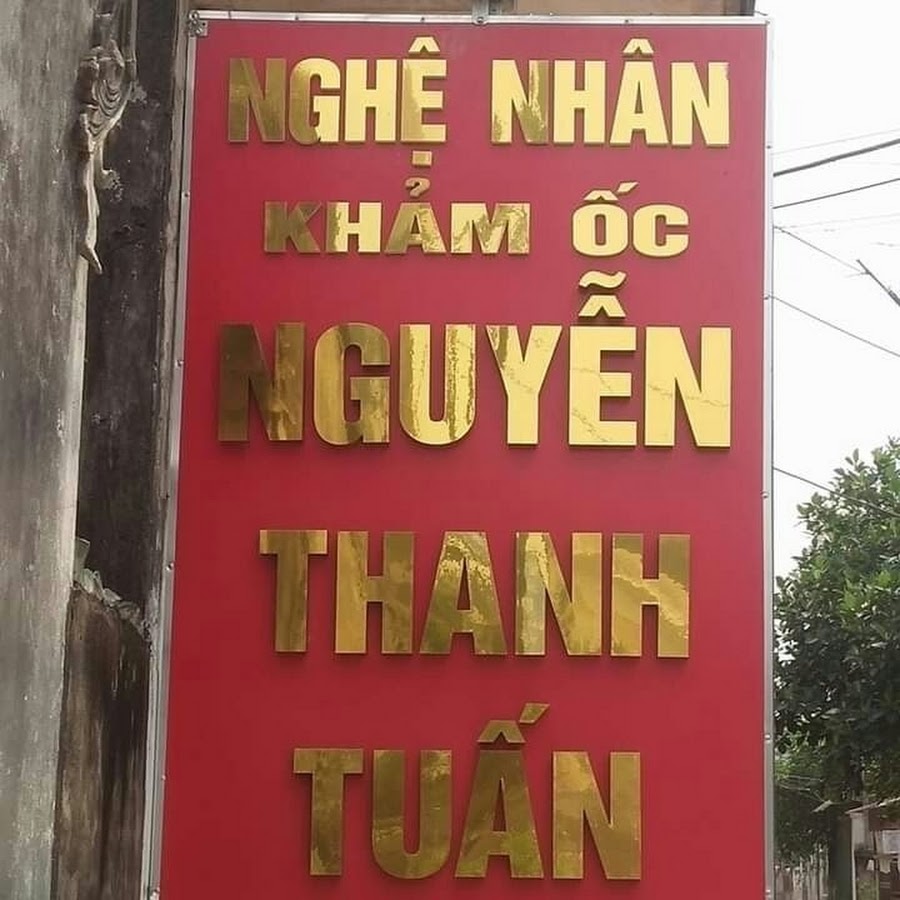 NGHỆ NHÂN
KHẢM ỐC
NGUYỄN
THANH
TUẤN